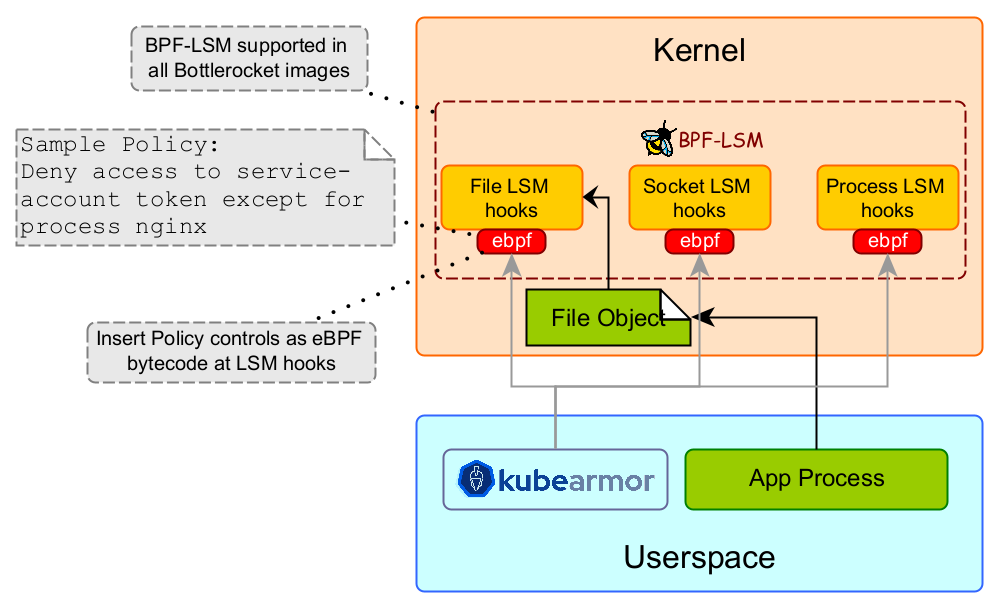 BPF-LSM supported in
all Bottlerocket images
Kernel
Sample Policy:
Deny access to service-
account token except for
process nginx
BPF-LSM
File LSM
hooks
ebpf
Socket LSM
hooks
ebpf
Process LSM
hooks
ebpf
File Object
Insert Policy controls as eBPF
bytecode at LSM hooks
kubearmor
App Process
Userspace